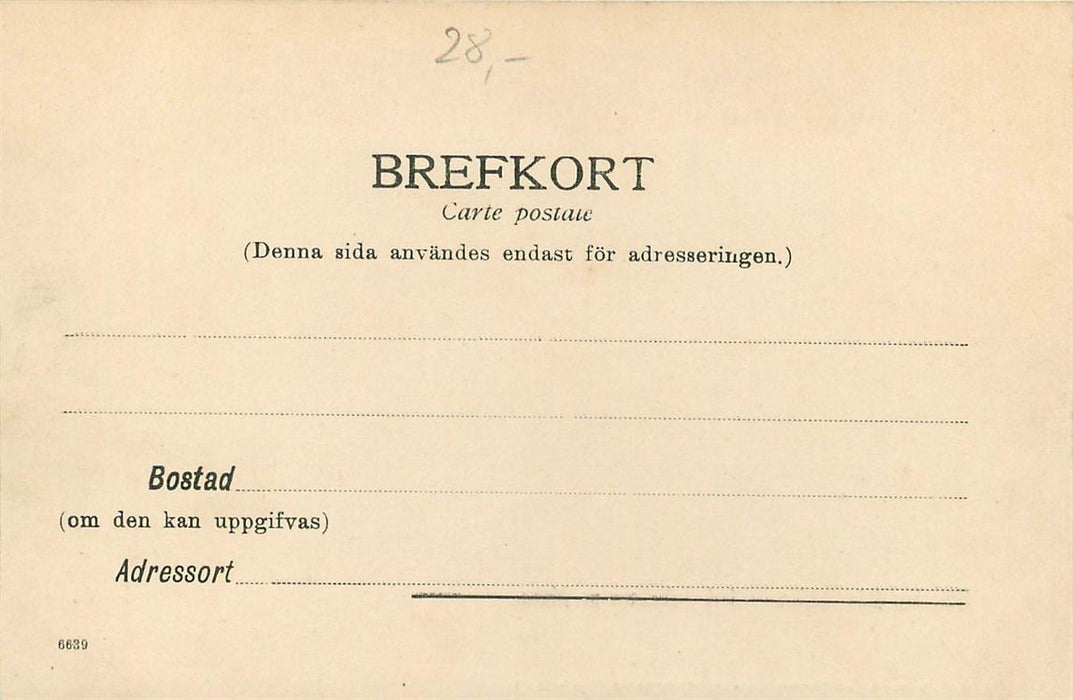 28,-
BREFKORT
Carte postale
(Denna sida användes endast för adresseringen.)
Bostad
(om den kan uppgifvas)
Adressort
6639